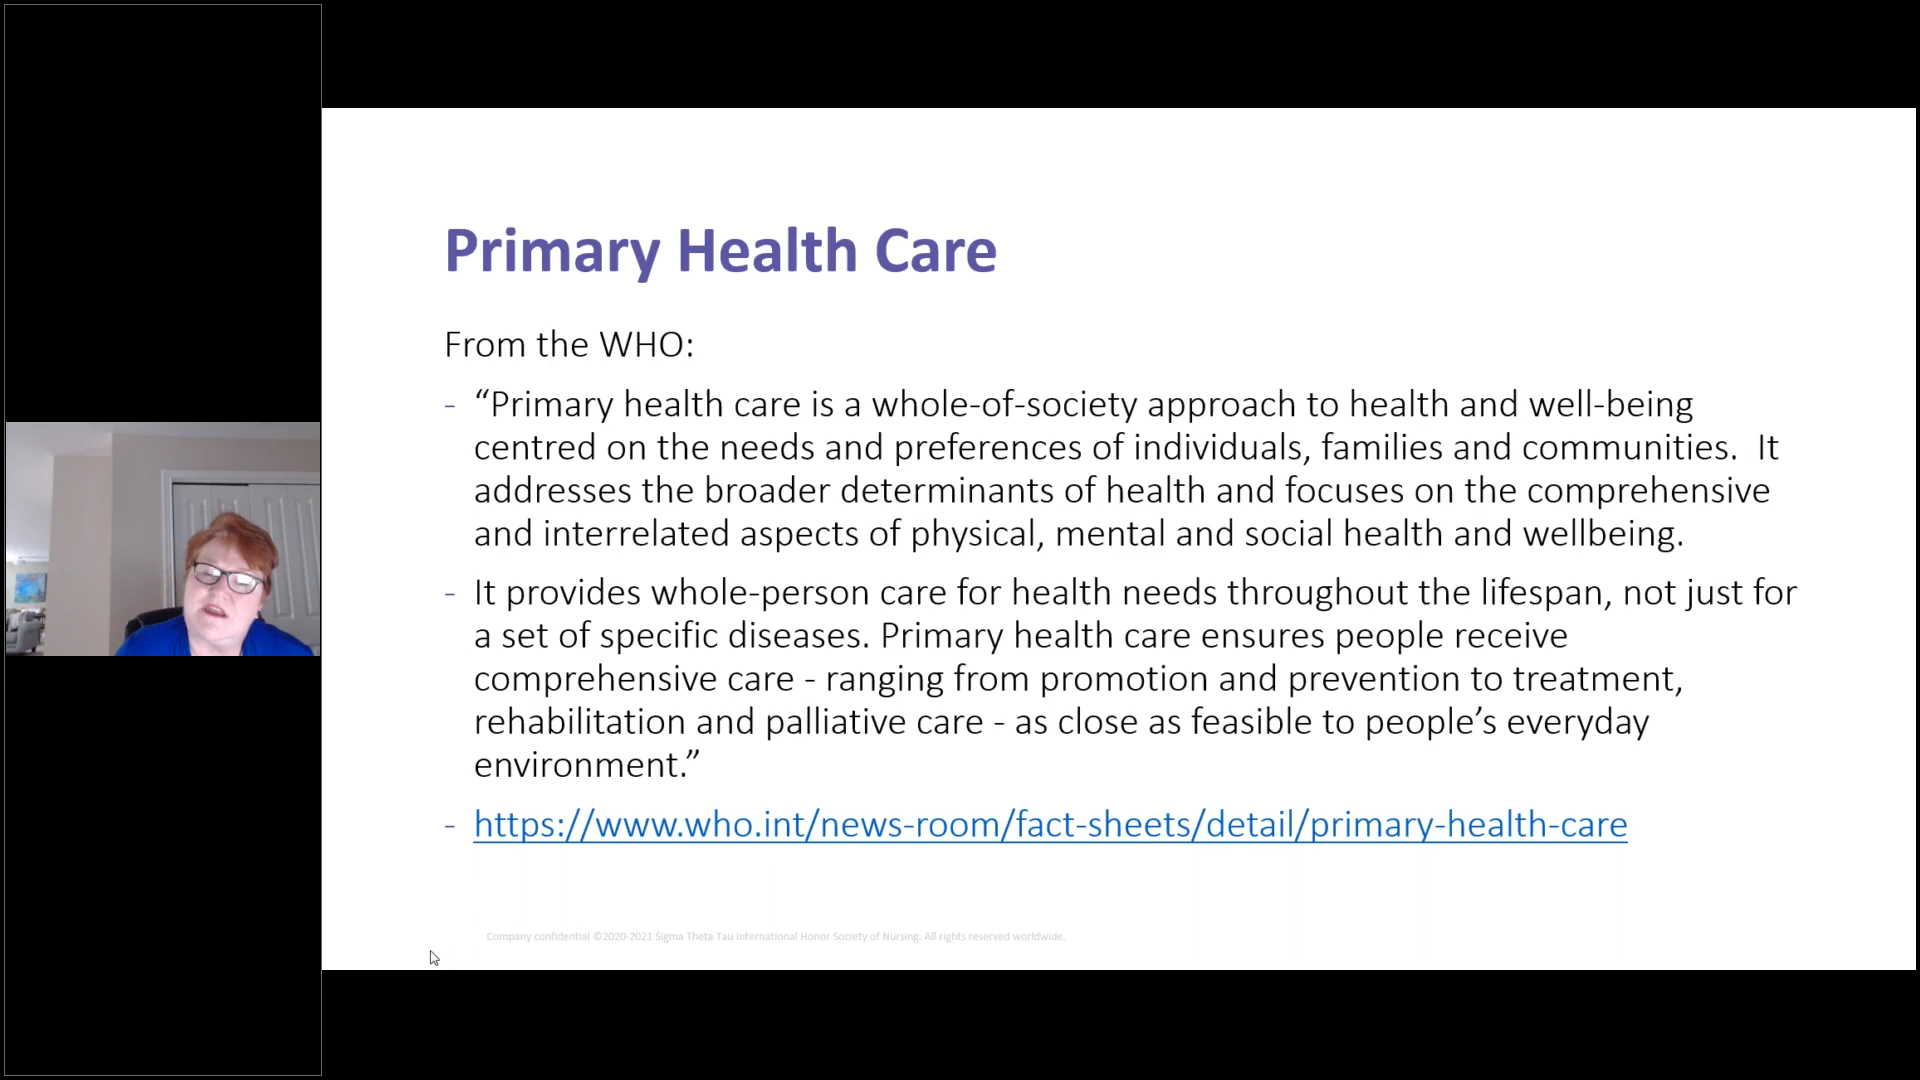 Primary Health Care
From the WHO:
- “Primary health care is a whole-of-society approach to health and well-being
centred on the needs and preferences of individuals, families and communities.  It
addresses the broader determinants of health and focuses on the comprehensive
and interrelated aspects of physical, mental and social health and wellbeing.
- It provides whole-person care for health needs throughout the lifespan, not just for
a set of specific diseases. Primary health care ensures people receive
comprehensive care - ranging from promotion and prevention to treatment,
rehabilitation and palliative care - as close as feasible to people’s everyday
environment.”
- https://www.who.int/news-room/fact-sheets/detail/primary-health-care
Company confidential ©2020-2021 Sigma Theta Tau International Honor Society of Nursing. All rights reserved worldwide.